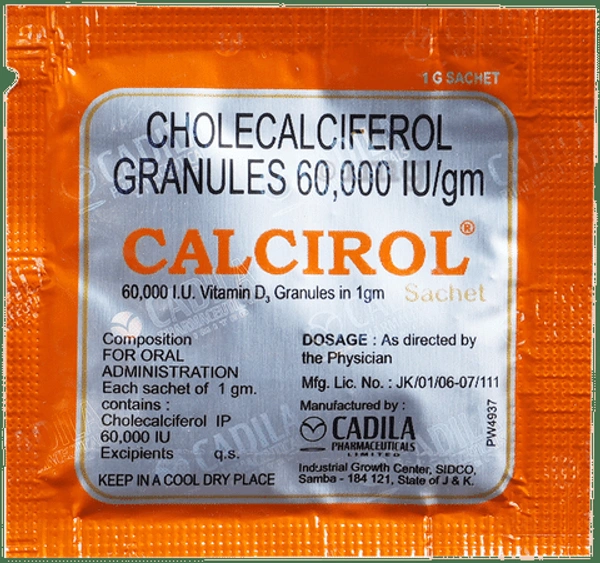 1 G SACHET
CHOLECALCIFEROL
GRANULES 60,000 IU/gm
CALCIROL®
60,000 I.U. Vitamin D3 Granules in 1gm Sachet
Composition
FOR ORAL
ADMINISTRATION
Each sachet of 1 gm.
contains :
Cholecalciferol IP
60,000 IU
Excipients q.s.
KEEP IN A COOL DRY PLACE
DOSAGE : As directed by
the Physician
Mfg. Lic. No. : JK/01/06-07/111
Manufactured by :
CADILA
PHARMACEUTICALS
LIMITED
Industrial Growth Center, SIDCO,
Samba - 184 121, State of J & K.
PW4937